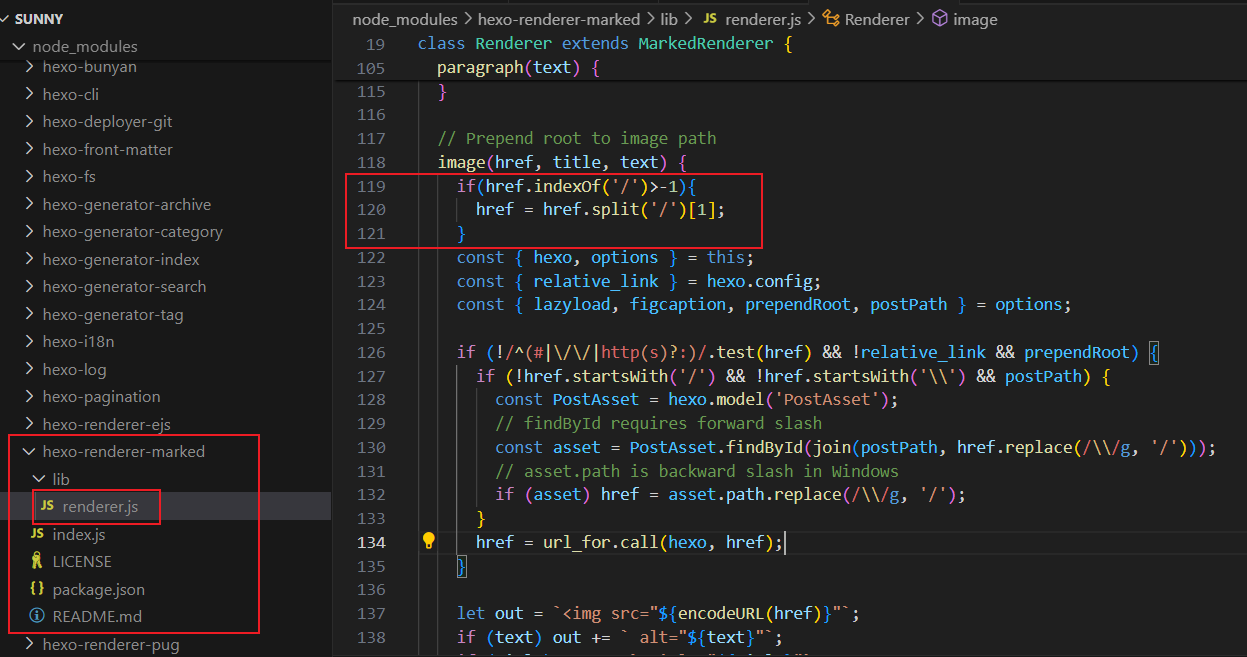 SUNNY
node_modules
hexo-bunyan
hexo-cli
hexo-deployer-git
hexo-front-matter
hexo-fs
hexo-generator-archive
hexo-generator-category
hexo-generator-index
hexo-generator-search
hexo-generator-tag
hexo-i18n
hexo-log
hexo-pagination
hexo-renderer-ejs
hexo-renderer-marked
lib
JS renderer.js
JS index.js
LICENSE
{} package.json
README.md
hexo-renderer-pug
node_modules > hexo-renderer-marked > lib > JS renderer.js > Renderer > image
19 class Renderer extends MarkedRenderer {
105 paragraph(text) {
115 }
116
117 // Prepend root to image path
118 image(href, title, text) {
119 if(href.indexOf('/')>-1){
120 href = href.split('/')[1];
121 }
122 const { hexo, options } = this;
123 const { relative_link } = hexo.config;
124 const { lazyload, figcaption, prependRoot, postPath } = options;
125
126 if (!/^(#|\/\/|http(s)?:)/.test(href) && !relative_link && prependRoot) {
127 if (!href.startsWith('/') && !href.startsWith('\\') && postPath) {
128 const PostAsset = hexo.model('PostAsset');
129 // findById requires forward slash
130 const asset = PostAsset.findById(join(postPath, href.replace(/\\/g, '/')));
131 // asset.path is backward slash in Windows
132 if (asset) href = asset.path.replace(/\\/g, '/');
133 }
134 href = url_for.call(hexo, href);
135 }
136
137 let out = `<img src="${encodeURL(href)}"`;
138 if (text) out += ` alt="${text}"`;